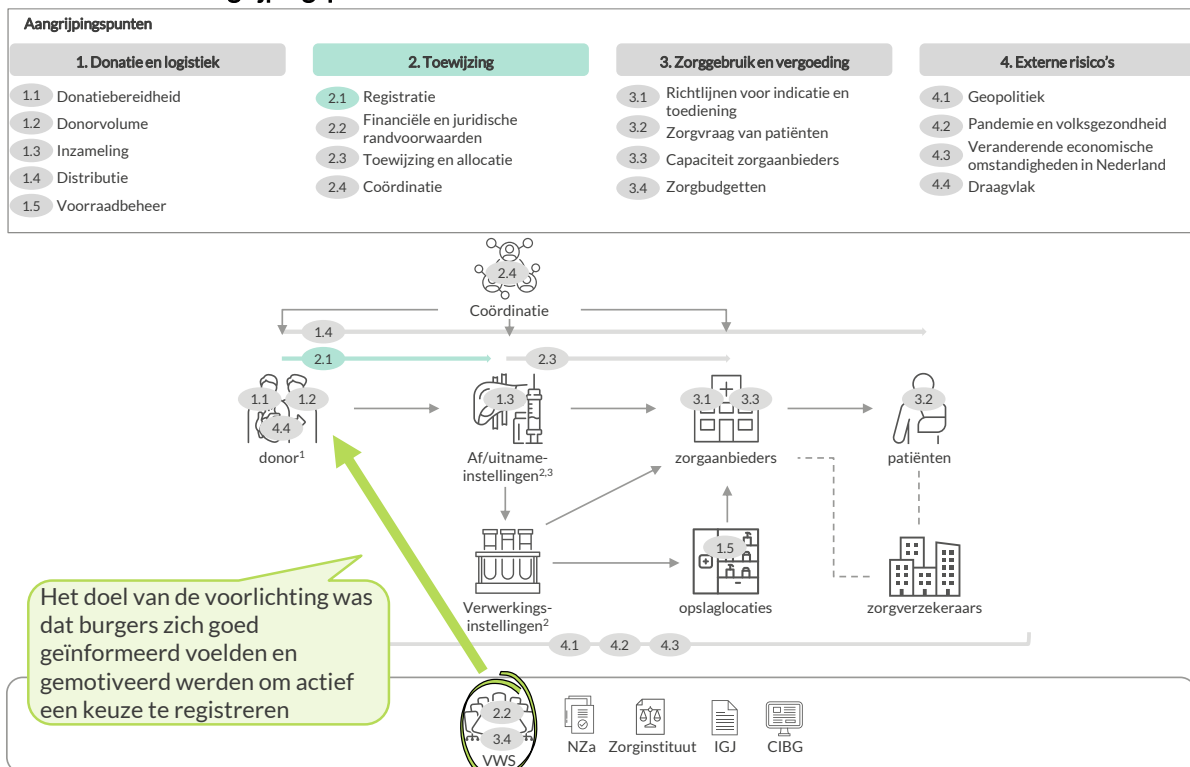 Aangrijpingspunten
1. Donatie en logistiek
1.1 Donatiebereidheid
1.2 Donorvolume
1.3 Inzameling
1.4 Distributie
1.5 Voorraadbeheer
2. Toewijzing
2.1 Registratie
2.2 Financiële en juridische
randvoorwaarden
2.3 Toewijzing en allocatie
2.4 Coördinatie
3. Zorggebruik en vergoeding
3.1 Richtlijnen voor indicatie en
toediening
3.2 Zorgvraag van patiënten
3.3 Capaciteit zorgaanbieders
3.4 Zorgbudgetten
4. Externe risico's
4.1 Geopolitiek
4.2 Pandemie en volksgezondheid
4.3 Veranderende economische
omstandigheden in Nederland
4.4 Draagvlak
2.4
Coördinatie
1.4
2.1
2.3
1.1
1.2
4.4
donor1
1.3
Af/uitname-
instellingen2,3
3.1
3.3
zorgaanbieders
3.2
patiënten
Verwerkings-
instellingen2
1.5
opslaglocaties
zorgverzekeraars
4.1
4.2
4.3
Het doel van de voorlichting was
dat burgers zich goed
geïnformeerd voelden en
gemotiveerd werden om actief
een keuze te registreren
2.2
3.4
VWS
NZa
Zorginstituut
IGJ
CIBG